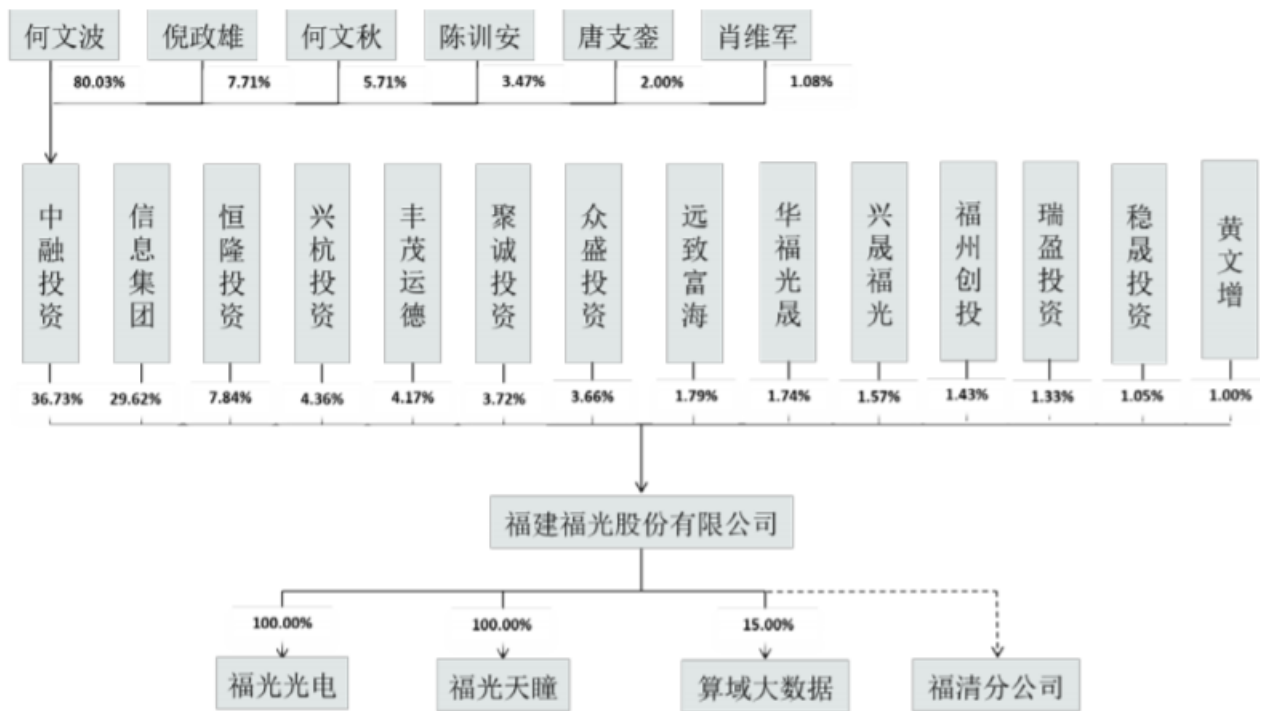 何文波 倪政雄 何文秋 陈训安 唐支銮 肖维军
80.03% 7.71% 5.71% 3.47% 2.00% 1.08%
中融投资
信息集团
恒隆投资
兴杭投资
丰茂运德
聚诚投资
众盛投资
远致富海
华福光晟
兴晟福光
福州创投
瑞盈投资
稳晟投资
黄文增
36.73% 29.62% 7.84% 4.36% 4.17% 3.72% 3.66% 1.79% 1.74% 1.57% 1.43% 1.33% 1.05% 1.00%
福建福光股份有限公司
100.00% 100.00% 15.00%
福光光电 福光天瞳 算域大数据 福清分公司